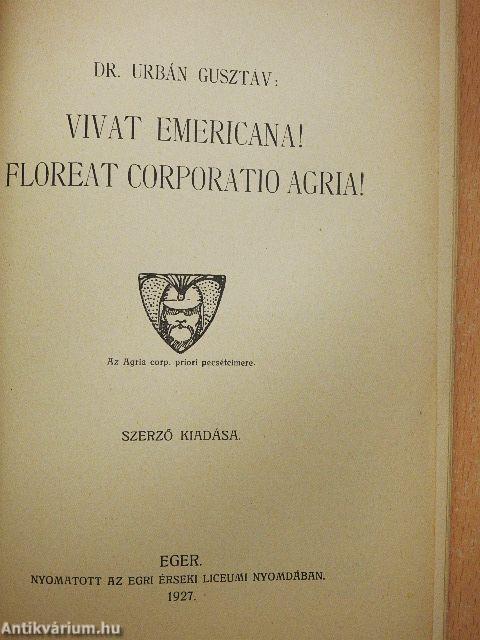 DR. URBÁN GUSZTÁV:
VIVAT EMERICANA!
FLOREAT CORPORATIO AGRIA!
Az Agria corp. priori pecsétcimere.
SZERZŐ KIADÁSA.
EGER.
NYOMATOTT AZ EGRI ÉRSEKI LICEUMI NYOMDÁBAN.
1927.
Antikvárium.hu